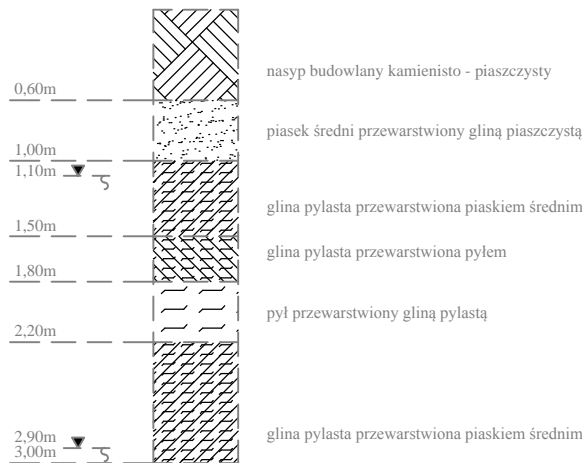 nasyp budowlany kamienisto - piaszczysty
0,60m
piasek średni przewarstwiony gliną piaszczystą
1,00m
1,10m
glina pylasta przewarstwiona piaskiem średnim
1,50m
glina pylasta przewarstwiona pyłem
1,80m
pył przewarstwiony gliną pylastą
2,20m
glina pylasta przewarstwiona piaskiem średnim
2,90m
3,00m